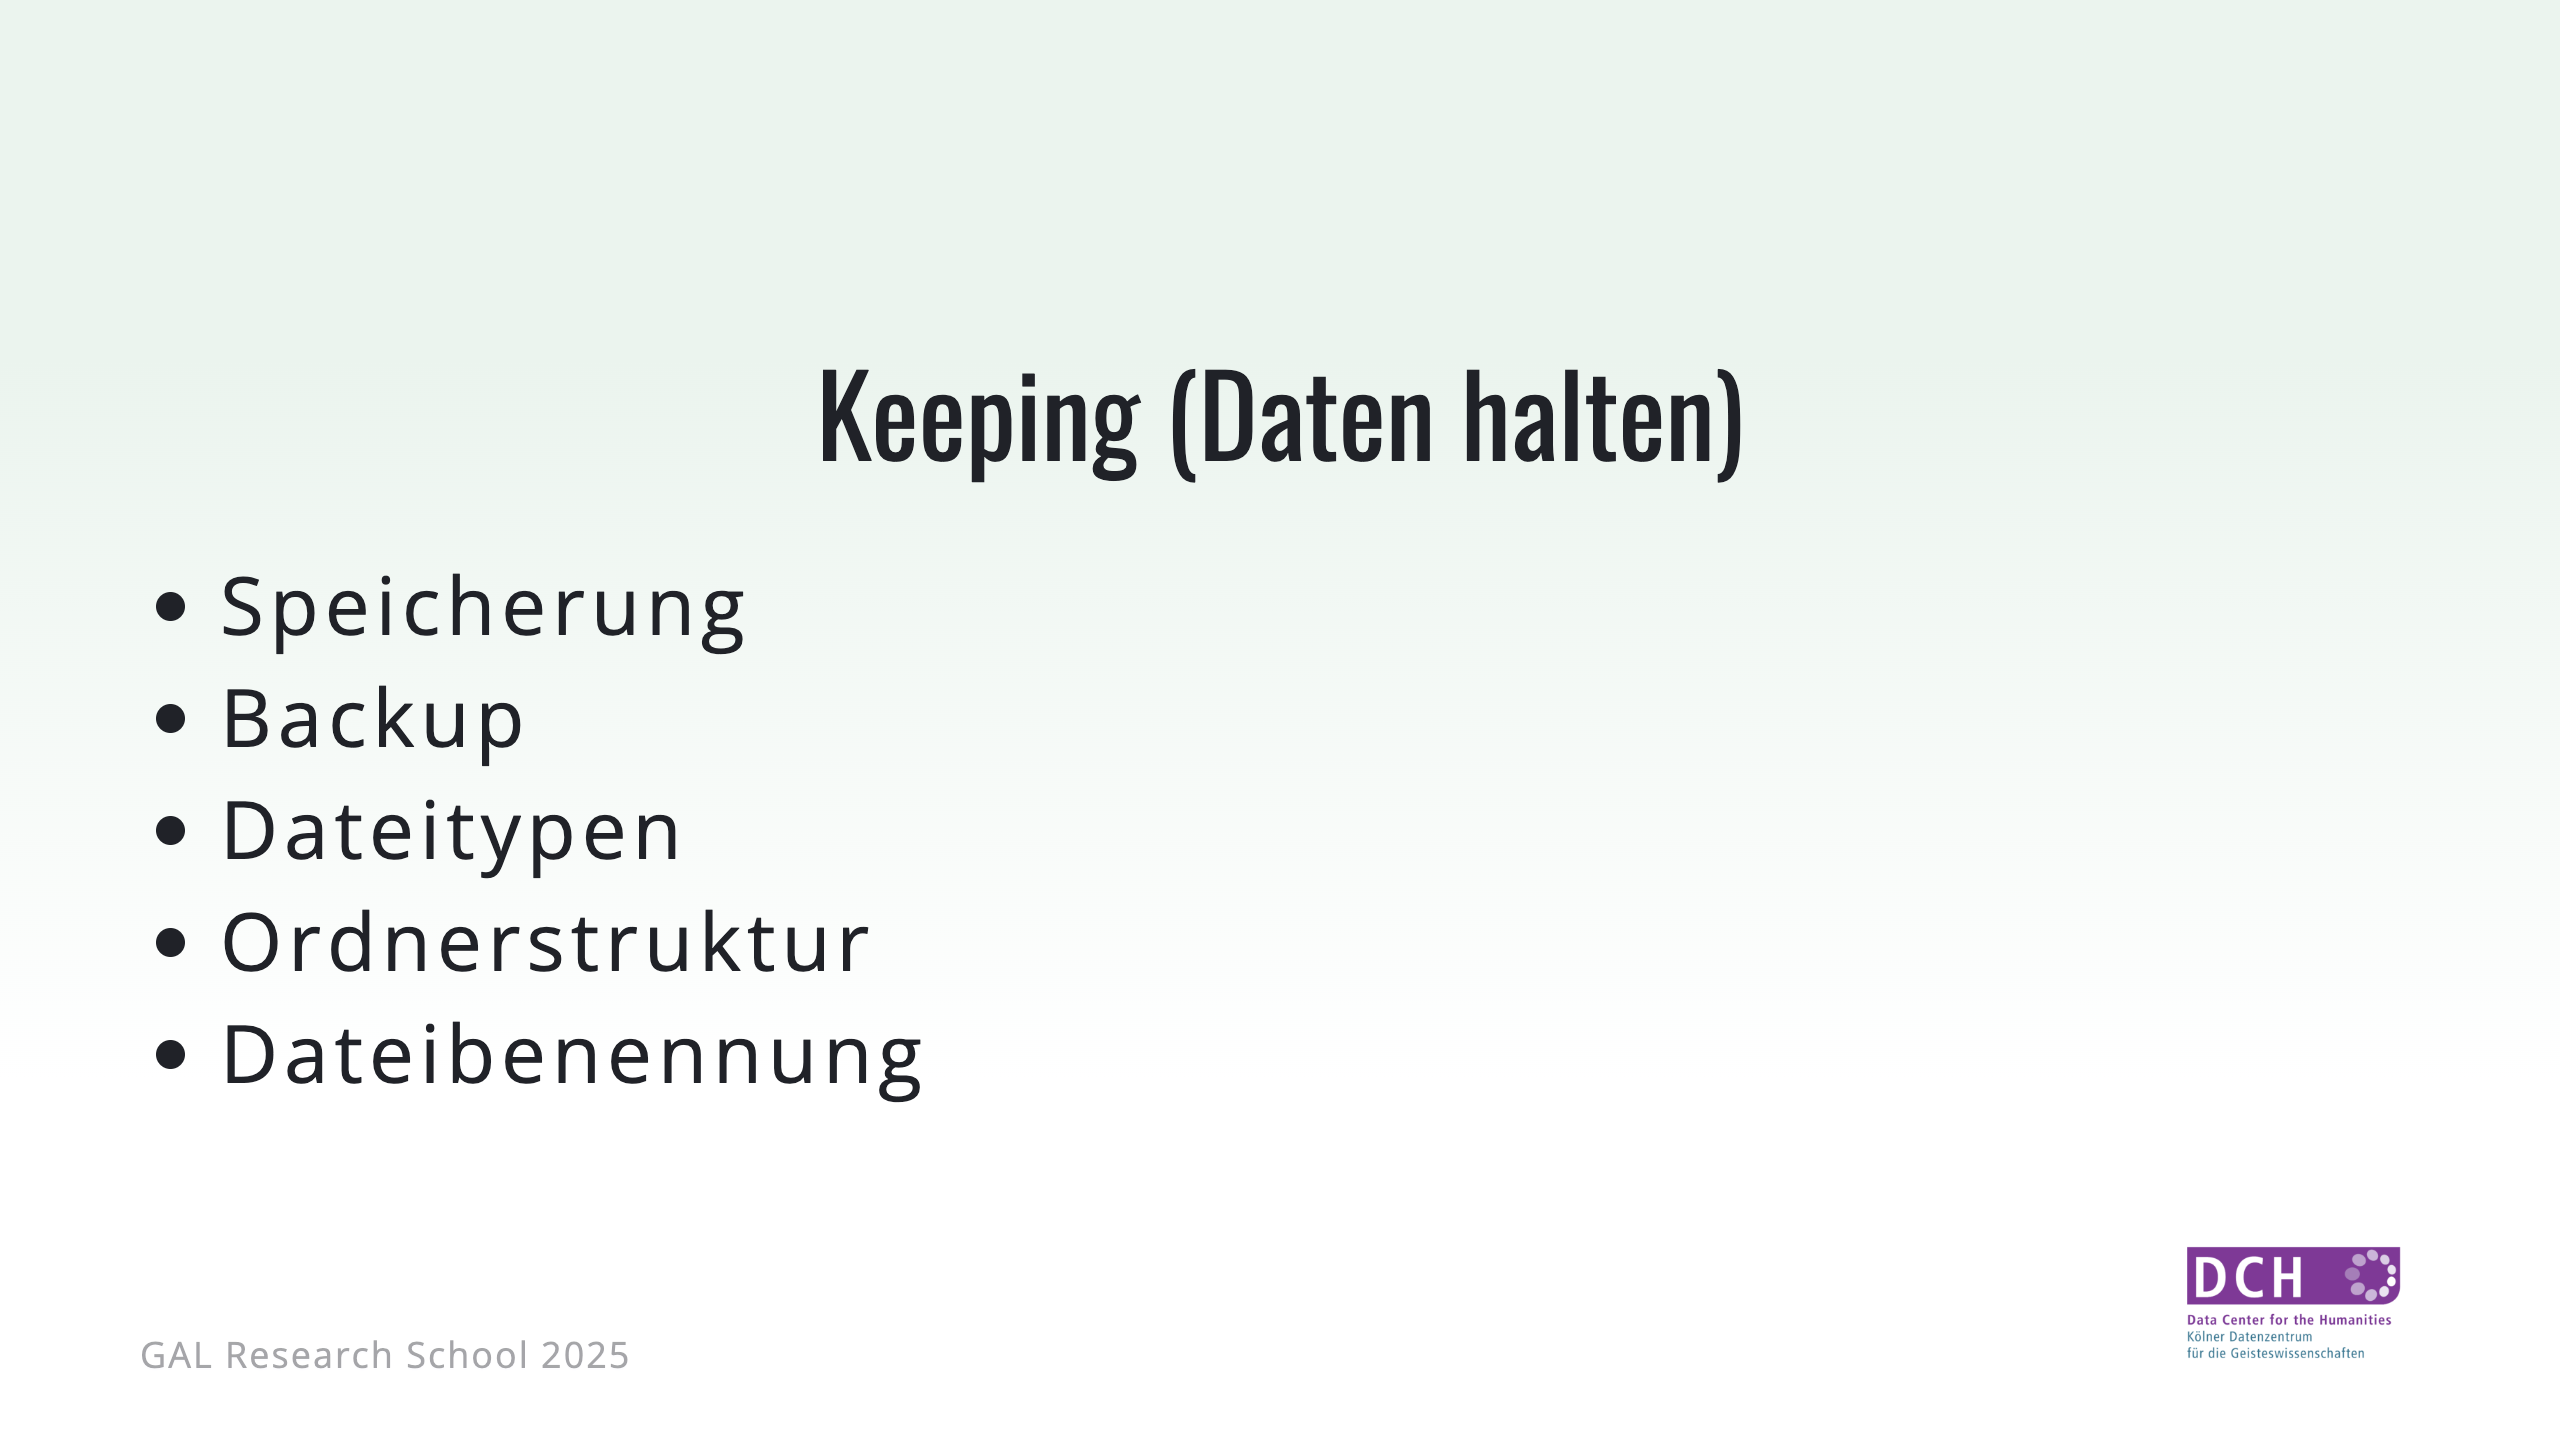 Keeping (Daten halten)
Speicherung
Backup
Dateitypen
Ordnerstruktur
Dateibenennung
GAL Research School 2025
DCH
Data Center for the Humanities
Kölner Datenzentrum
für die Geisteswissenschaften